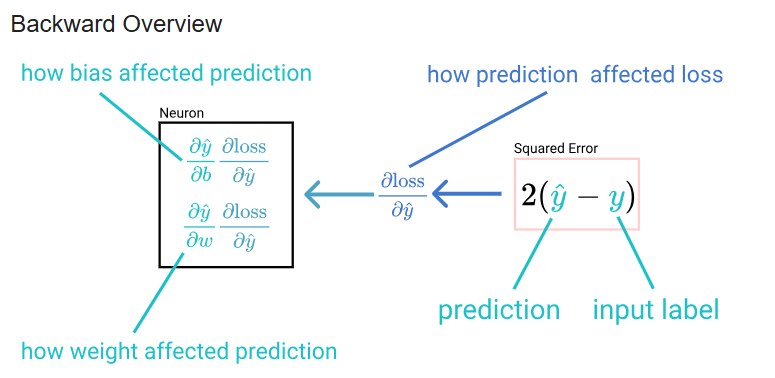 Backward Overview
how bias affected prediction
how prediction affected loss
Neuron
∂ŷ/∂b ∂loss/∂ŷ
∂ŷ/∂w ∂loss/∂ŷ
∂loss/∂ŷ
Squared Error
2(ŷ − y)
prediction
input label
how weight affected prediction